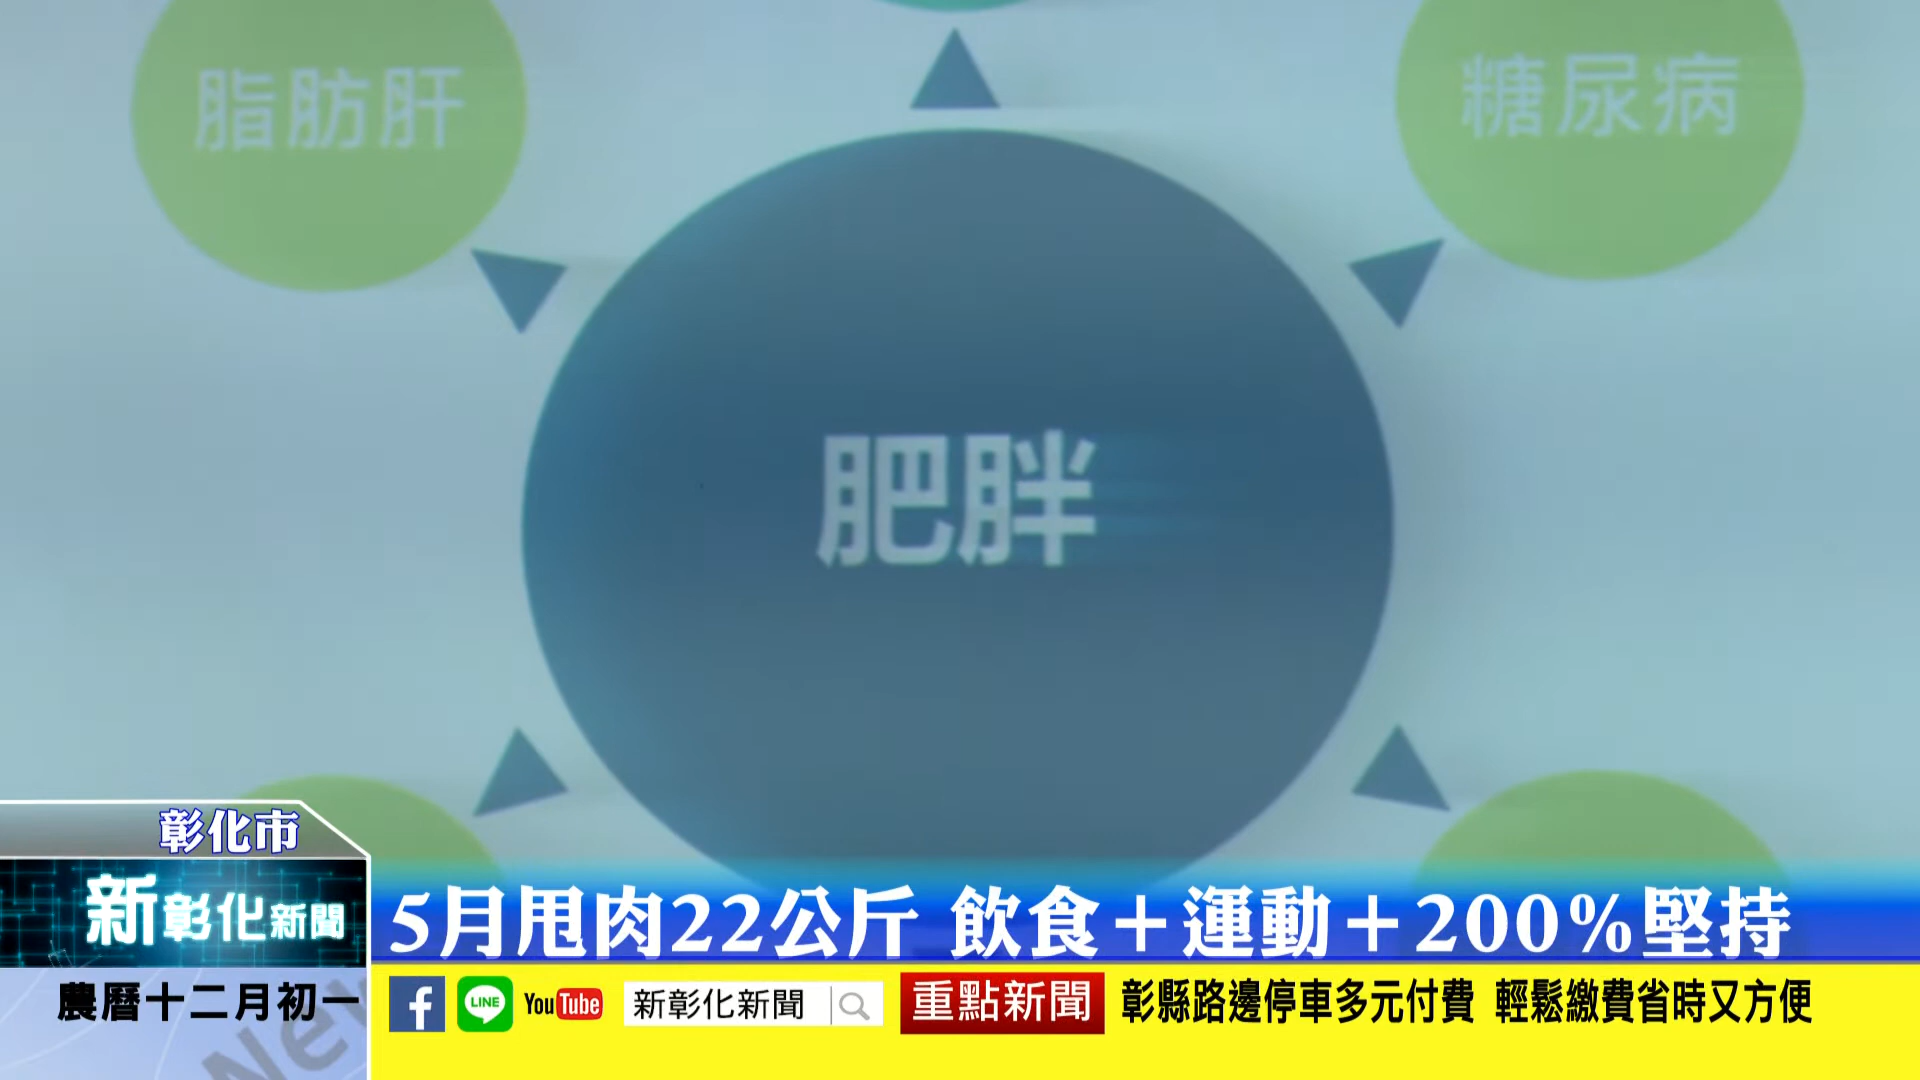 脂肪肝
糖尿病
肥胖
彰化市
新彰化新聞
5月甩肉22公斤 飲食＋運動＋200%堅持
農曆十二月初一
f LINE YouTube 新彰化新聞 重點新聞 彰縣路邊停車多元付費 輕鬆繳費省時又方便
New